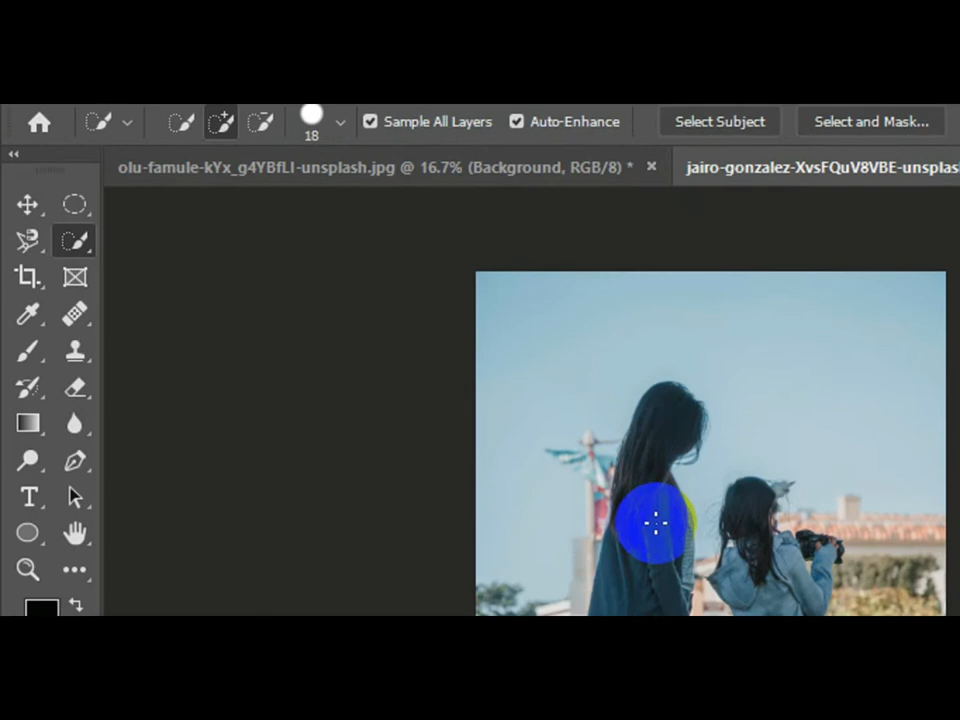 18
Sample All Layers
Auto-Enhance
Select Subject
Select and Mask...
olu-famule-kYx_g4YBfLI-unsplash.jpg @ 16.7% (Background, RGB/8) *
jairo-gonzalez-XvsFQuV8VBE-unsplas